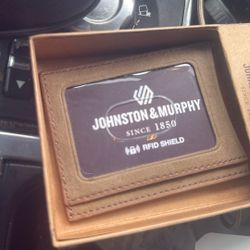 JOHNSTON & MURPHY
SINCE 1850
RFID SHIELD